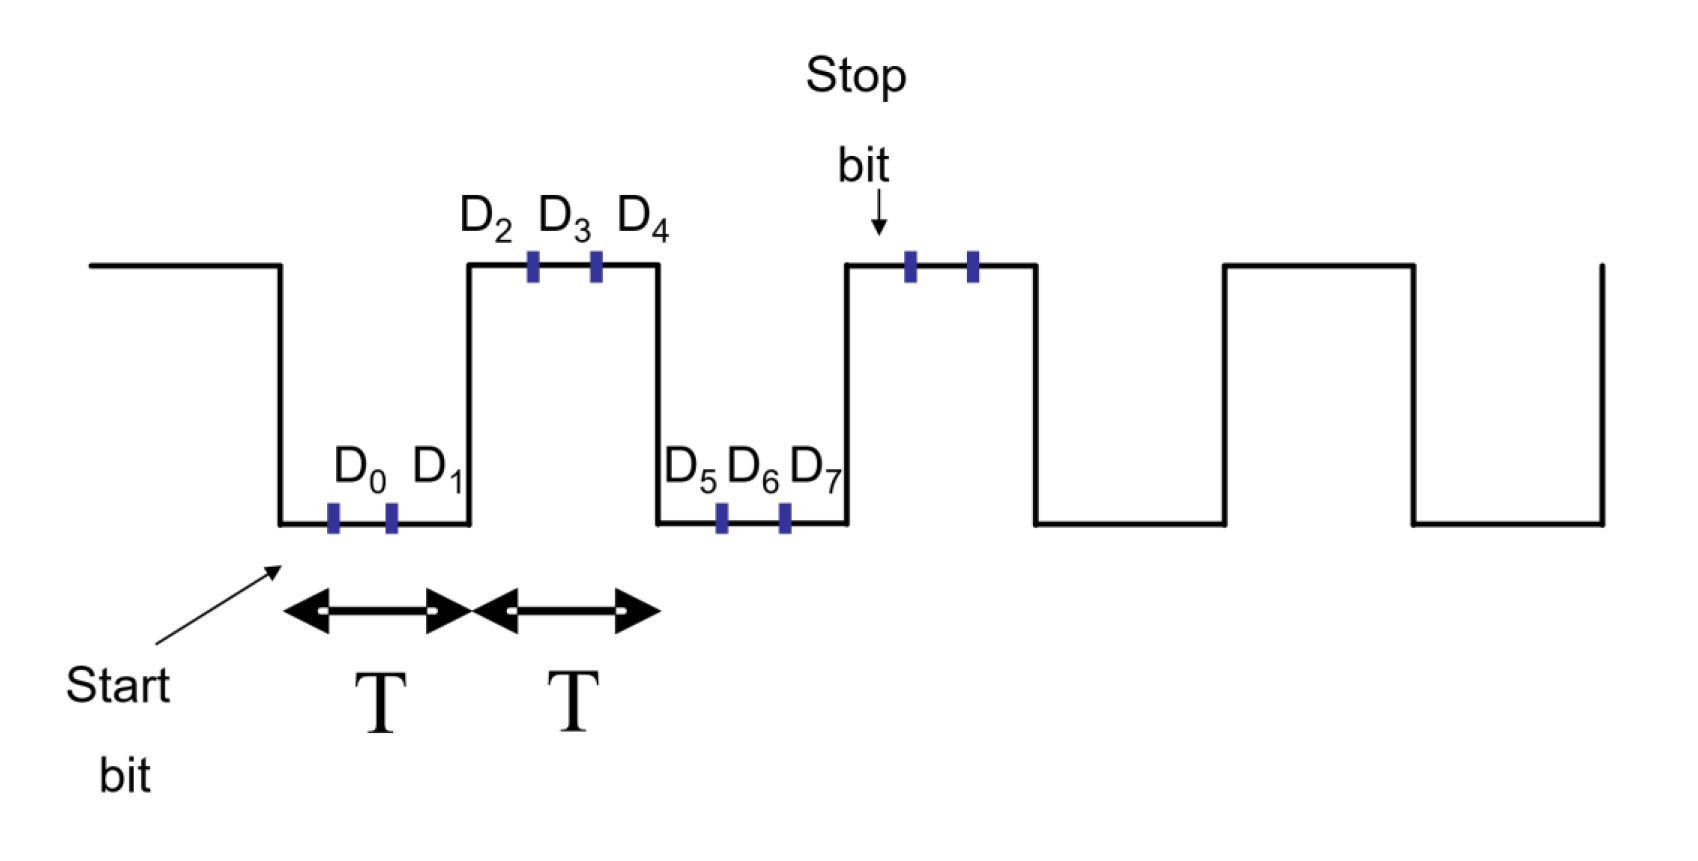 Stop
bit
D₂ D₃ D₄
D₀ D₁
D₅ D₆ D₇
Start
bit
T T